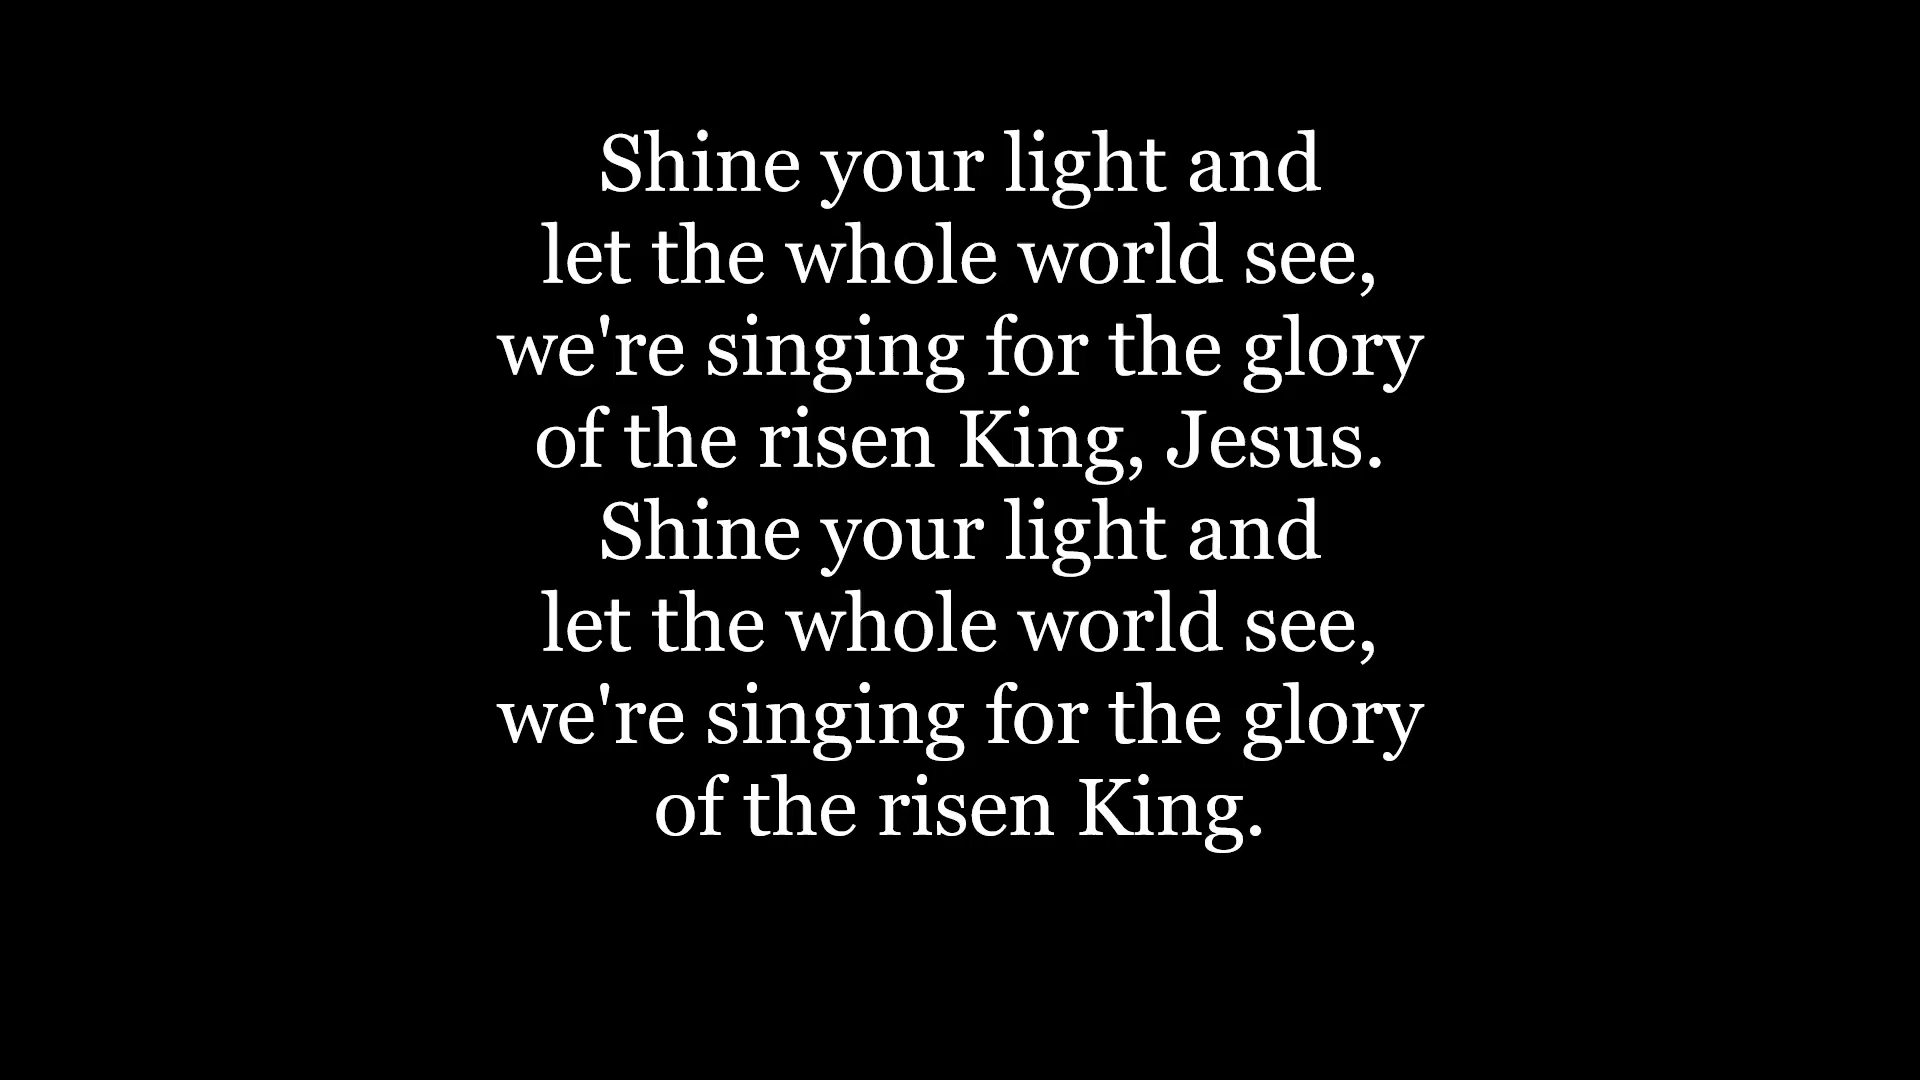 Shine your light and
let the whole world see,
we're singing for the glory
of the risen King, Jesus.
Shine your light and
let the whole world see,
we're singing for the glory
of the risen King.